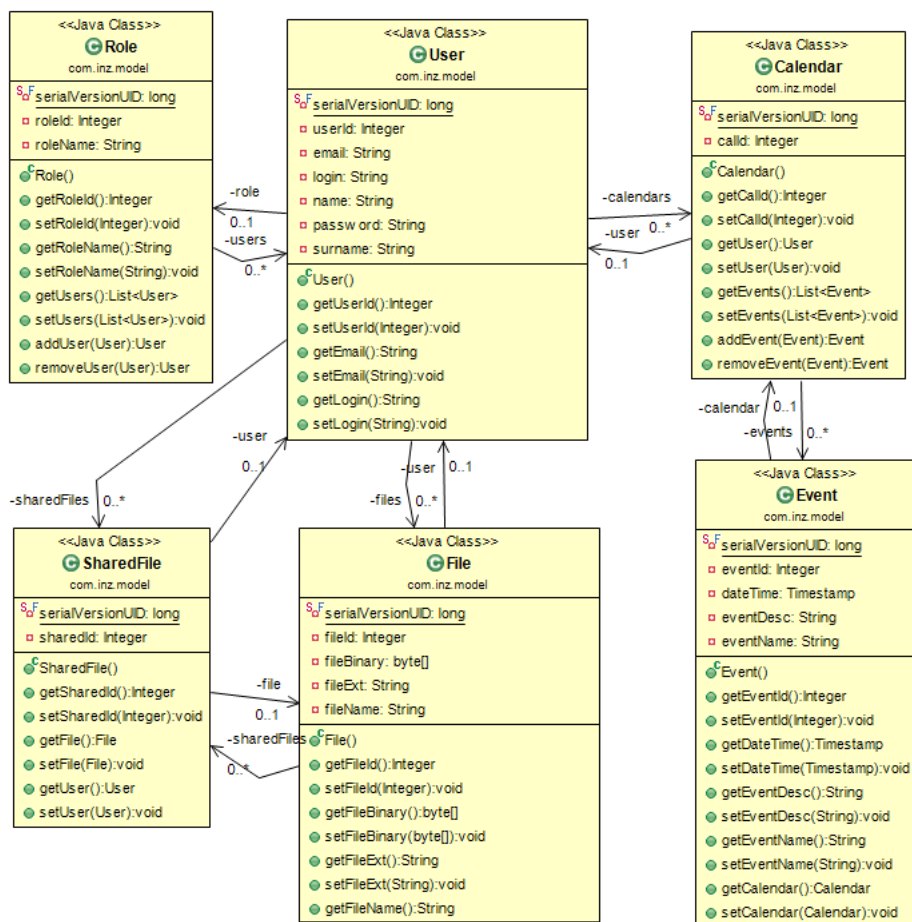 <<Java Class>>
Role
com.inz.model
serialVersionUID: long
roleId: Integer
roleName: String
Role()
getRoleId():Integer
setRoleId(Integer):void
getRoleName():String
setRoleName(String):void
getUsers():List<User>
setUsers(List<User>):void
addUser(User):User
removeUser(User):User
-role
0..1
-users
0..*
<<Java Class>>
User
com.inz.model
serialVersionUID: long
userId: Integer
email: String
login: String
name: String
password: String
surname: String
User()
getUserId():Integer
setUserId(Integer):void
getEmail():String
setEmail(String):void
getLogin():String
setLogin(String):void
-calendars
0..*
-user
0..1
<<Java Class>>
Calendar
com.inz.model
serialVersionUID: long
calId: Integer
Calendar()
getCalId():Integer
setCalId(Integer):void
getUser():User
setUser(User):void
getEvents():List<Event>
setEvents(List<Event>):void
addEvent(Event):Event
removeEvent(Event):Event
-calendar
0..1
-events
0..*
-user
0..1
-sharedFiles
0..*
-user
0..1
-files
0..*
<<Java Class>>
SharedFile
com.inz.model
serialVersionUID: long
sharedId: Integer
SharedFile()
getSharedId():Integer
setSharedId(Integer):void
getFile():File
setFile(File):void
getUser():User
setUser(User):void
-file
0..1
-sharedFiles
0..*
<<Java Class>>
File
com.inz.model
serialVersionUID: long
fileId: Integer
fileBinary: byte[]
fileExt: String
fileName: String
File()
getFileId():Integer
setFileId(Integer):void
getFileBinary():byte[]
setFileBinary(byte[]):void
getFileExt():String
setFileExt(String):void
getFileName():String
<<Java Class>>
Event
com.inz.model
serialVersionUID: long
eventId: Integer
dateTime: Timestamp
eventDesc: String
eventName: String
Event()
getEventId():Integer
setEventId(Integer):void
getDateTime():Timestamp
setDateTime(Timestamp):void
getEventDesc():String
setEventDesc(String):void
getEventName():String
setEventName(String):void
getCalendar():Calendar
setCalendar(Calendar):void